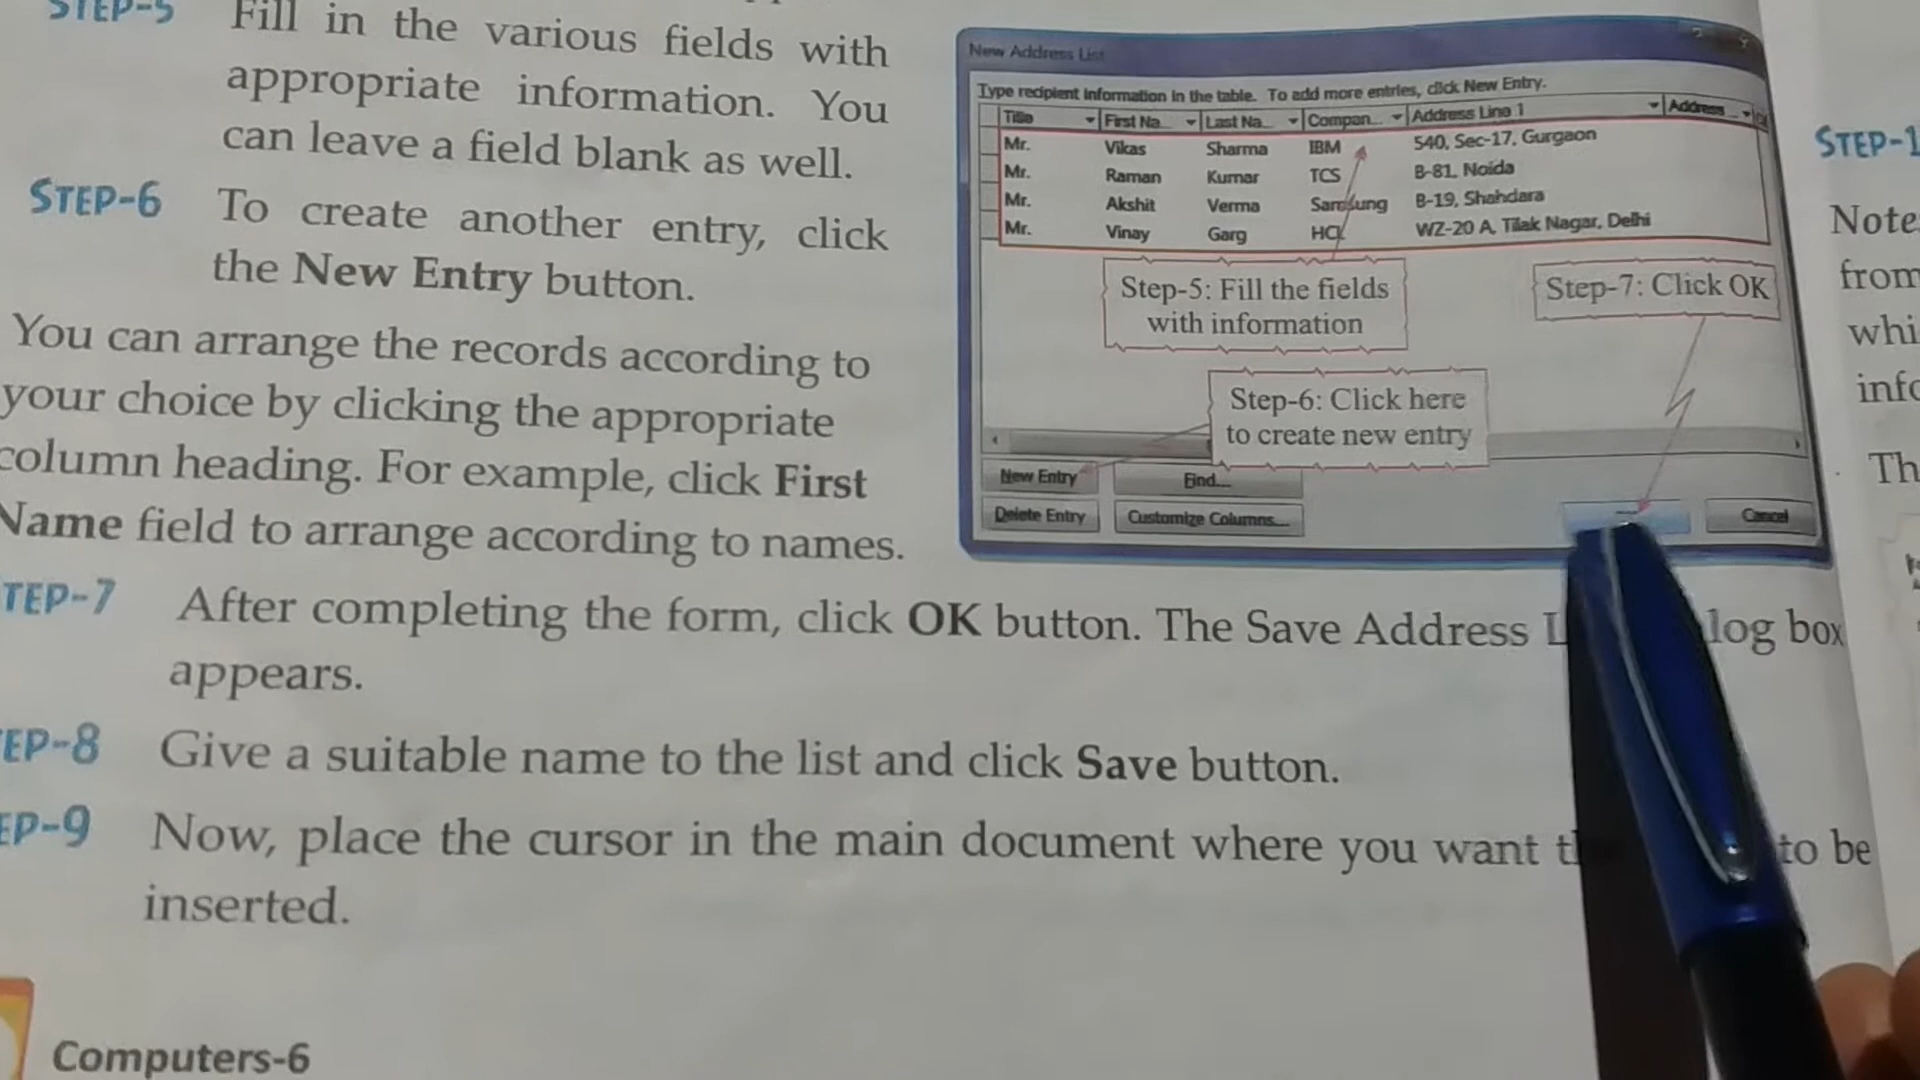 STEP-5 Fill in the various fields with
appropriate information. You
can leave a field blank as well.
STEP-6 To create another entry, click
the New Entry button.
You can arrange the records according to
your choice by clicking the appropriate
column heading. For example, click First
Name field to arrange according to names.
New Address List
Type recipient information in the table. To add more entries, click New Entry.
Title First Na... Last Na... Compan... Address Line 1 Address ...
Mr. Vikas Sharma IBM 540, Sec-17, Gurgaon
Mr. Raman Kumar TCS B-81, Noida
Mr. Akshit Verma Samsung B-19, Shahdara
Mr. Vinay Garg HCL WZ-20 A, Tilak Nagar, Delhi
Step-5: Fill the fields
with information
Step-7: Click OK
Step-6: Click here
to create new entry
New Entry Find...
Delete Entry Customize Columns... Cancel
TEP-7 After completing the form, click OK button. The Save Address L log box
appears.
EP-8 Give a suitable name to the list and click Save button.
EP-9 Now, place the cursor in the main document where you want to be
inserted.
Computers-6
STEP-1
Note
from
whi
info
Th